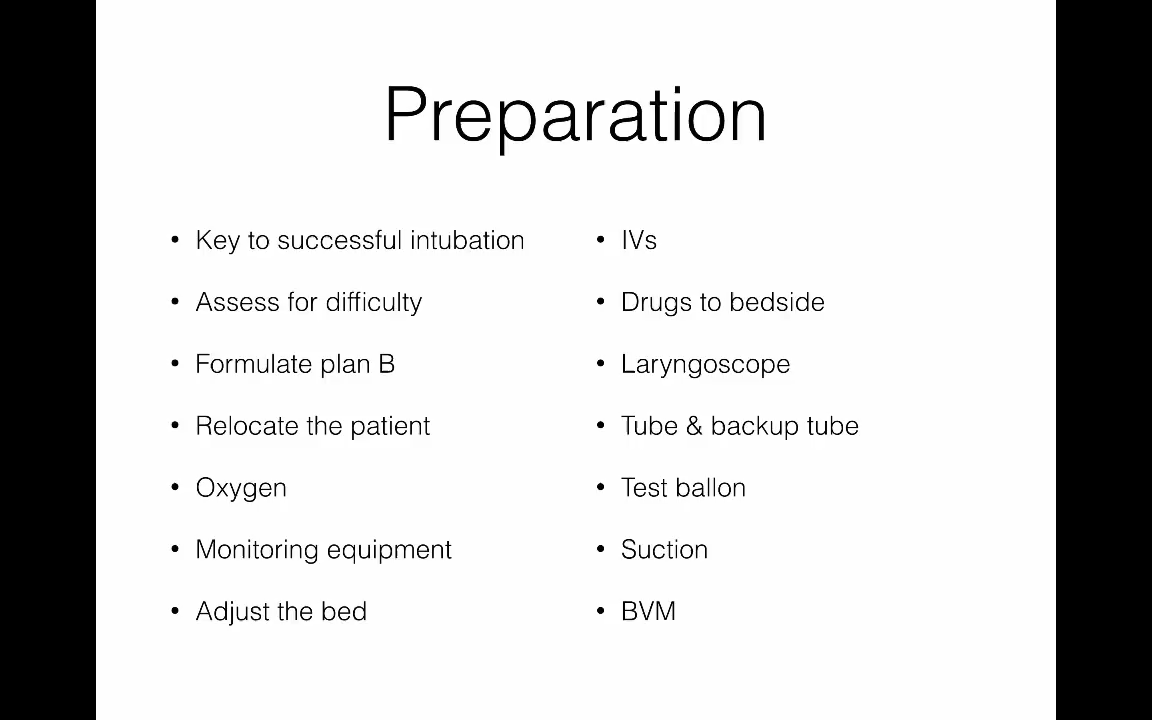 Preparation
• Key to successful intubation
• Assess for difficulty
• Formulate plan B
• Relocate the patient
• Oxygen
• Monitoring equipment
• Adjust the bed
• IVs
• Drugs to bedside
• Laryngoscope
• Tube & backup tube
• Test ballon
• Suction
• BVM